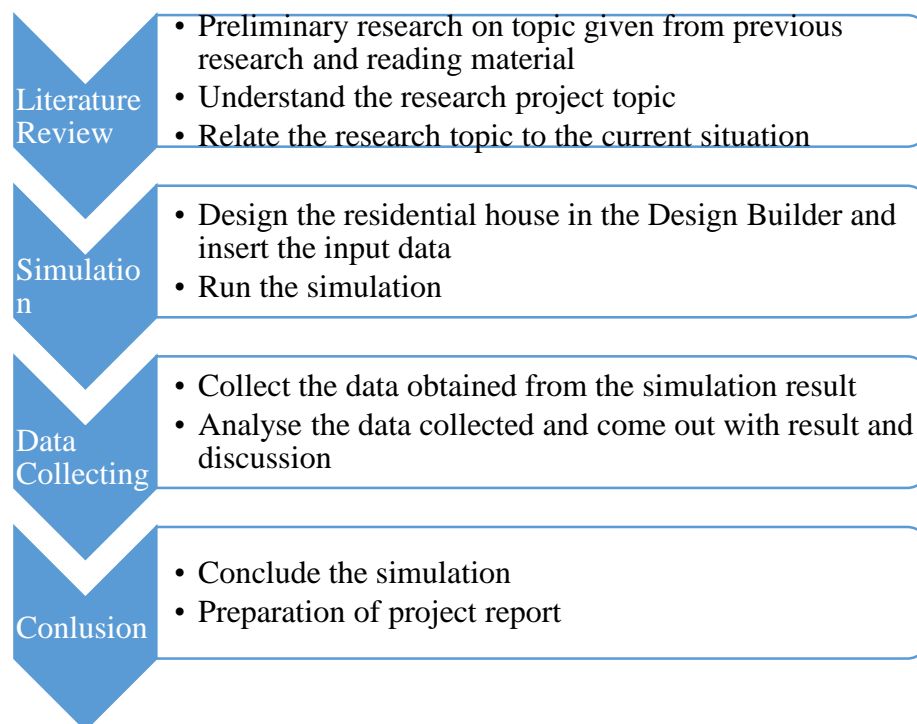 Literature
Review
• Preliminary research on topic given from previous
research and reading material
• Understand the research project topic
• Relate the research topic to the current situation
Simulatio
n
• Design the residential house in the Design Builder and
insert the input data
• Run the simulation
Data
Collecting
• Collect the data obtained from the simulation result
• Analyse the data collected and come out with result and
discussion
Conlusion
• Conclude the simulation
• Preparation of project report